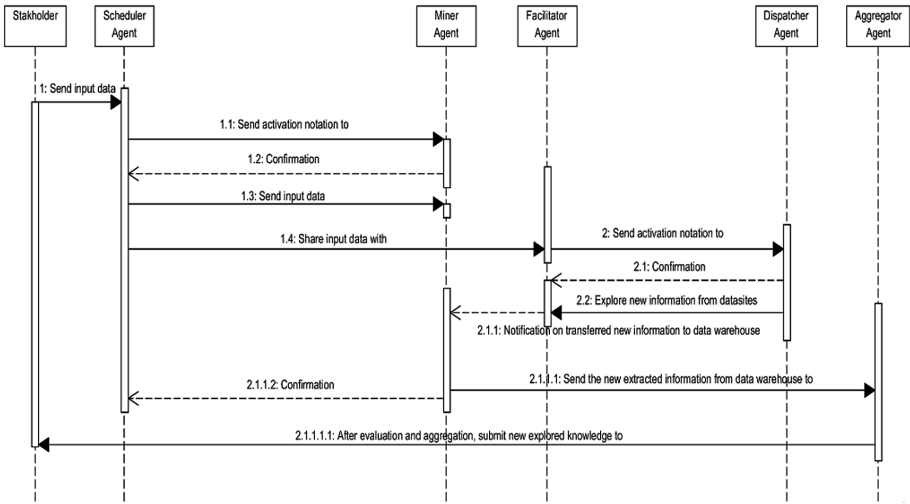 Stakholder
Scheduler
Agent
Miner
Agent
Facilitator
Agent
Dispatcher
Agent
Aggregator
Agent
1: Send input data
1.1: Send activation notation to
1.2: Confirmation
1.3: Send input data
1.4: Share input data with
2: Send activation notation to
2.1: Confirmation
2.2: Explore new information from datasites
2.1.1: Notification on transferred new information to data warehouse
2.1.1.1: Send the new extracted information from data warehouse to
2.1.1.2: Confirmation
2.1.1.1.1: After evaluation and aggregation, submit new explored knowledge to